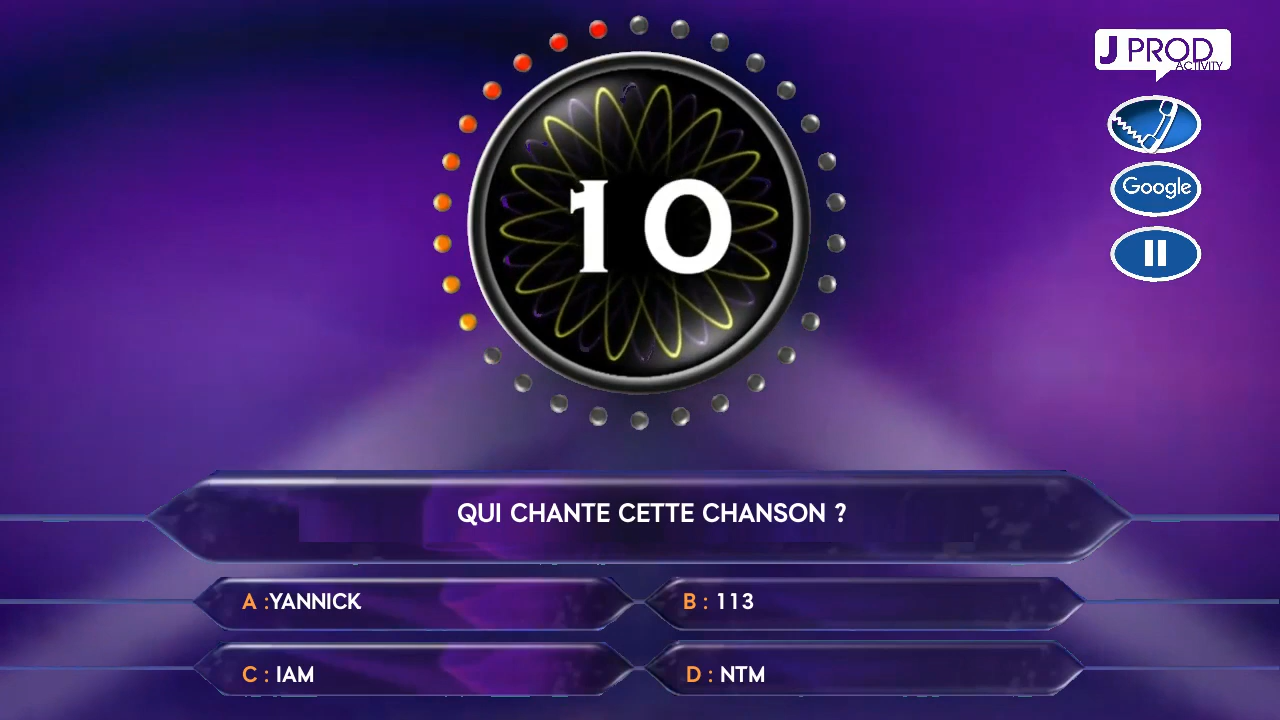 J PROD
ACTIVITY
Google
10
QUI CHANTE CETTE CHANSON ?
A :YANNICK
B : 113
C : IAM
D : NTM